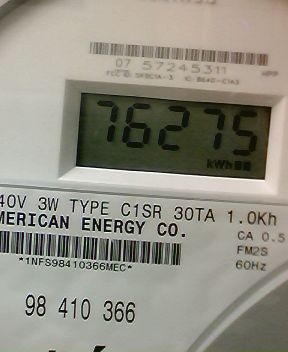 07 57245311
76275
kWh
40V 3W TYPE C1SR 30TA 1.0Kh
MERICAN ENERGY CO.
CA 0.5
FM2S
60Hz
*1NFS98410366MEC*
98 410 366